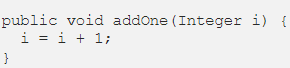 public void addOne(Integer i) {
  i = i + 1;
}